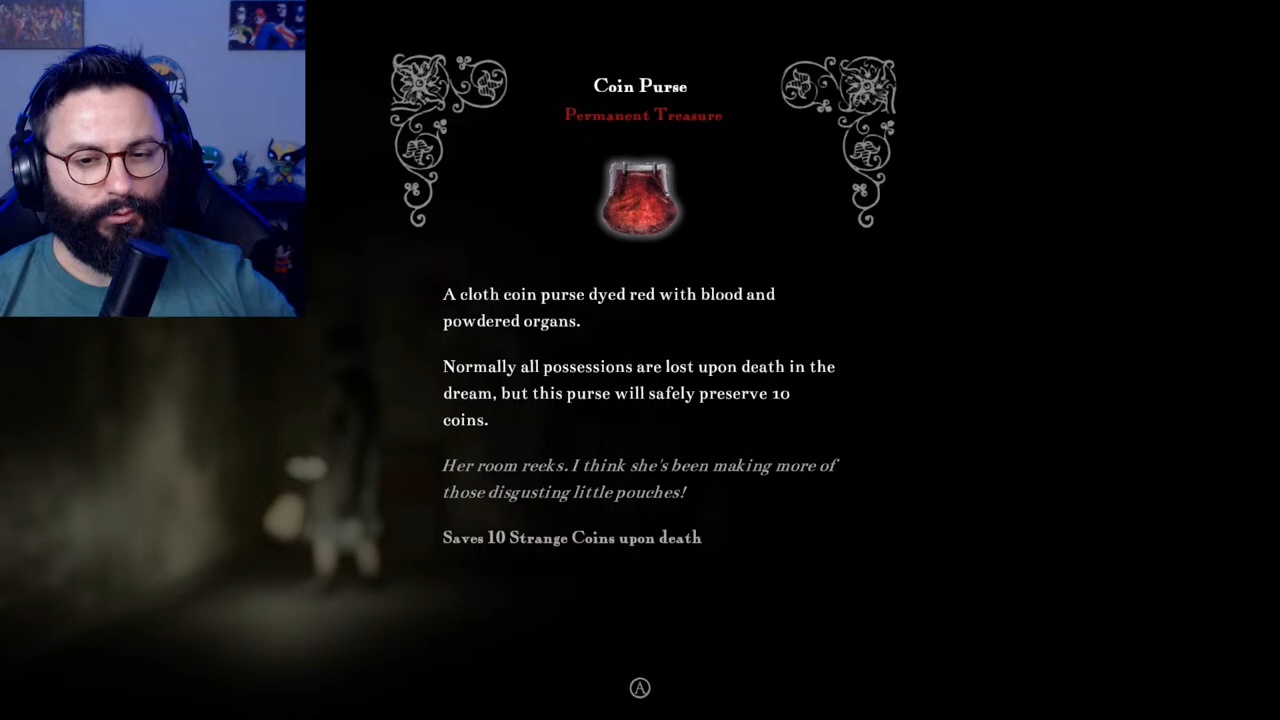 Coin Purse
Permanent Treasure
A cloth coin purse dyed red with blood and
powdered organs.
Normally all possessions are lost upon death in the
dream, but this purse will safely preserve 10
coins.
Her room reeks. I think she's been making more of
those disgusting little pouches!
Saves 10 Strange Coins upon death
A